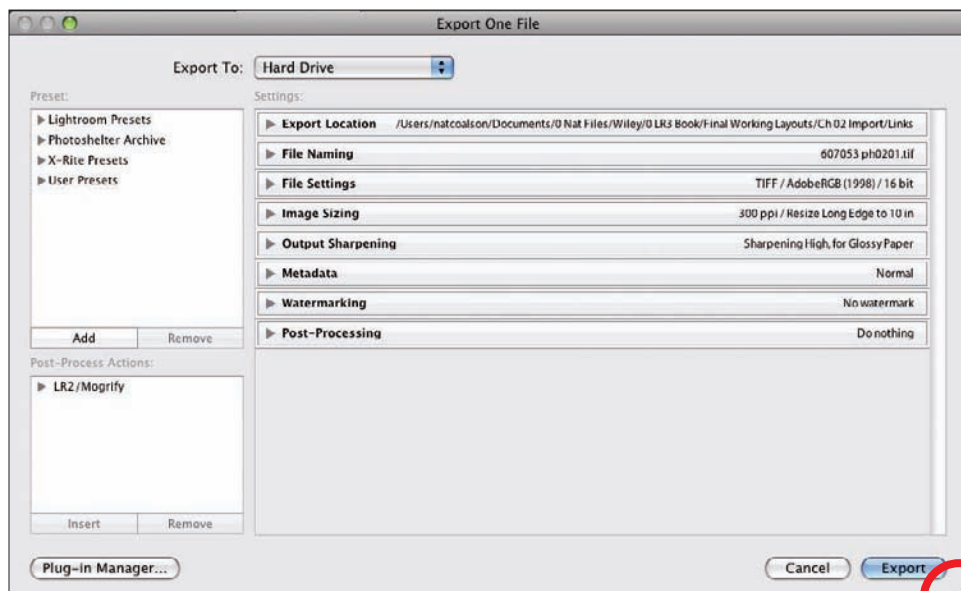 Export One File
Export To: Hard Drive
Preset:
Lightroom Presets
Photoshelter Archive
X-Rite Presets
User Presets
Add Remove
Post-Process Actions:
LR2/Mogrify
Insert Remove
Settings:
Export Location /Users/natcoalson/Documents/0 Nat Files/Wiley/0 LR3 Book/Final Working Layouts/Ch 02 Import/Links
File Naming 607053 ph0201.tif
File Settings TIFF / AdobeRGB (1998) / 16 bit
Image Sizing 300 ppi / Resize Long Edge to 10 in
Output Sharpening Sharpening High, for Glossy Paper
Metadata Normal
Watermarking No watermark
Post-Processing Do nothing
Plug-in Manager... Cancel Export